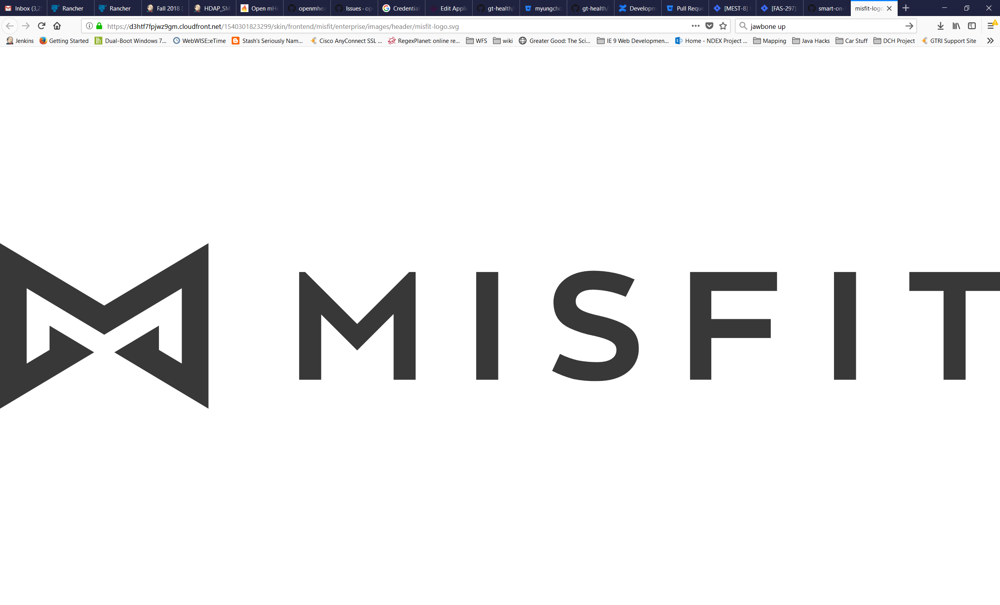 Inbox (3,2 Rancher Rancher Fall 2018 [ HDAP_SM Open mHe openmhea Issues · op Credential Edit Appli gt-health/ myungcho gt-health/ Developm Pull Reque [MEST-8] [FAS-297] smart-on- misfit-logo
https://d3htf7fpjwz9gm.cloudfront.net/1540301823299/skin/frontend/misfit/enterprise/images/header/misfit-logo.svg jawbone up
Jenkins Getting Started Dual-Boot Windows 7... WebWISE::eTime Stash's Seriously Nam... Cisco AnyConnect SSL ... RegexPlanet: online re... WFS wiki Greater Good: The Sci... IE 9 Web Developmen... Home - NDEX Project ... Mapping Java Hacks Car Stuff DCH Project GTRI Support Site
MISFIT